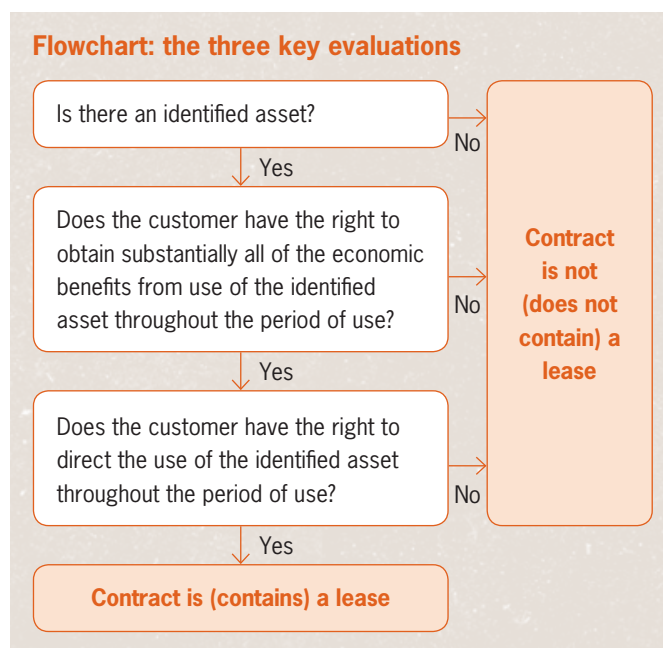 Flowchart: the three key evaluations
Is there an identified asset?
No
Yes
Does the customer have the right to
obtain substantially all of the economic
benefits from use of the identified
asset throughout the period of use?
No
Yes
Does the customer have the right to
direct the use of the identified asset
throughout the period of use?
No
Yes
Contract is (contains) a lease
Contract
is not
(does not
contain) a
lease